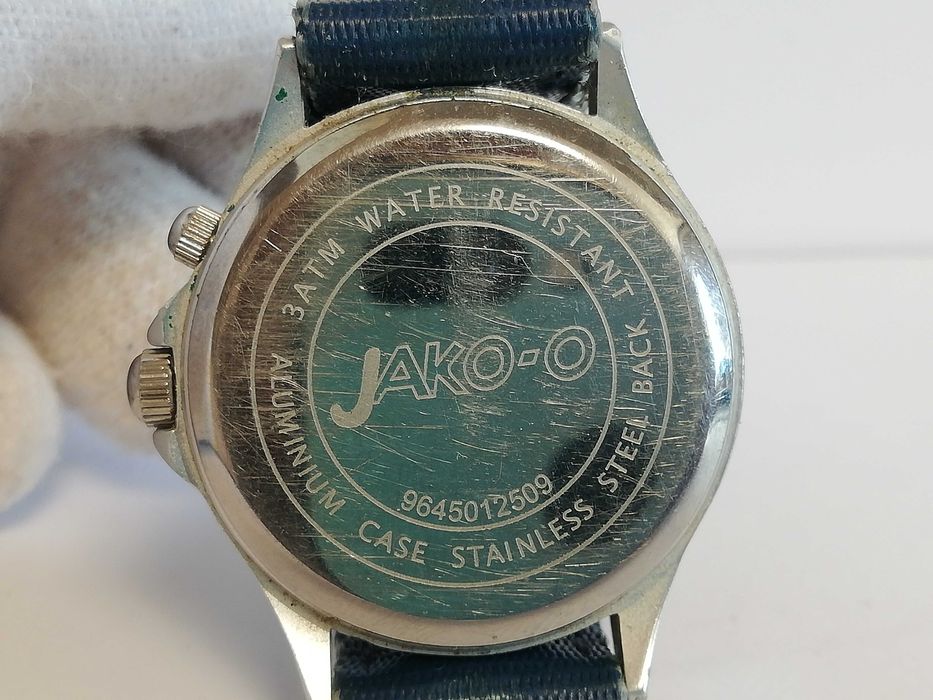 3ATM WATER RESISTANT
JAKO-O
9645012509
ALUMINIUM CASE STAINLESS STEEL BACK